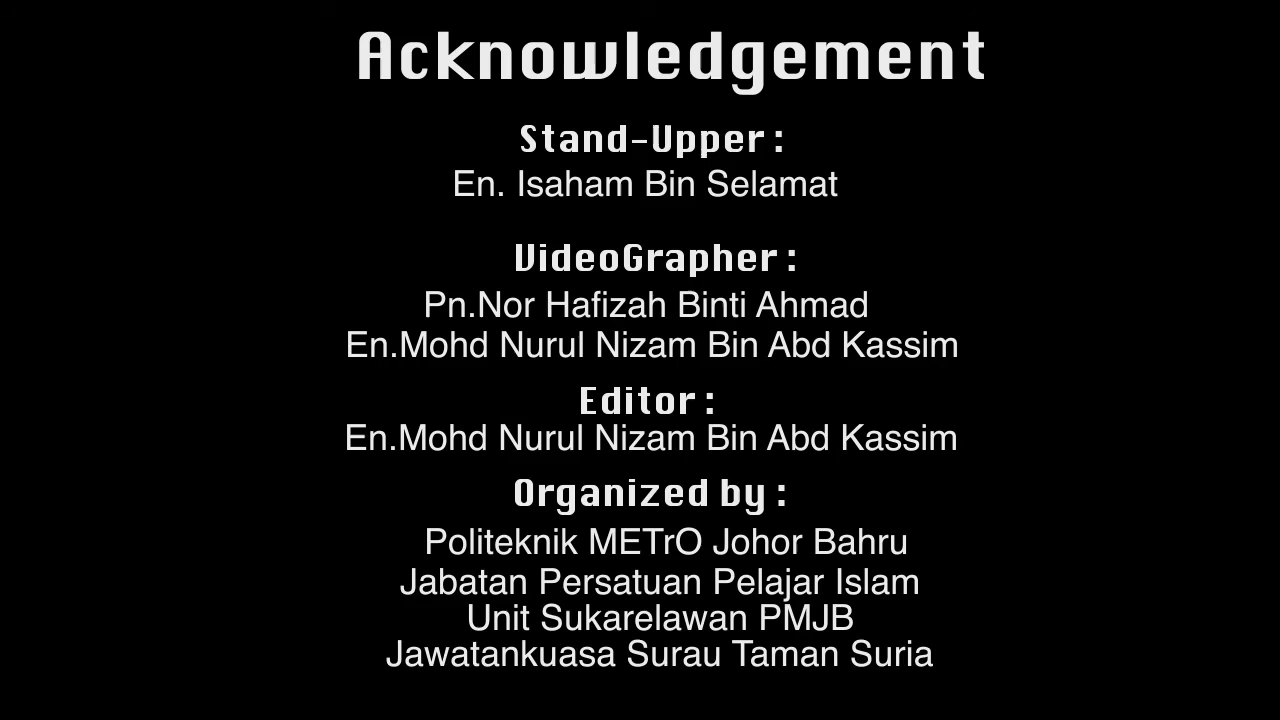 Acknowledgement
Stand-Upper :
En. Isaham Bin Selamat
VideoGrapher :
Pn.Nor Hafizah Binti Ahmad
En.Mohd Nurul Nizam Bin Abd Kassim
Editor :
En.Mohd Nurul Nizam Bin Abd Kassim
Organized by :
Politeknik METrO Johor Bahru
Jabatan Persatuan Pelajar Islam
Unit Sukarelawan PMJB
Jawatankuasa Surau Taman Suria